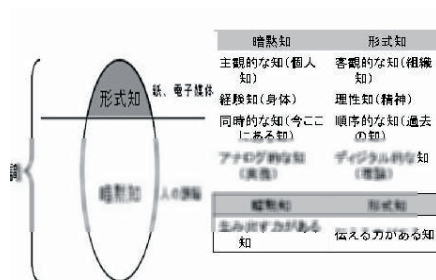 形式知
紙、電子媒体
暗黙知
人の頭脳
暗黙知 形式知
主観的な知(個人知) 客観的な知(組織知)
経験知(身体) 理性知(精神)
同時的な知(今ここにある知) 順序的な知(過去の知)
アナログ的な知(実務) ディジタル的な知(理論)
暗黙知 形式知
生み出す力がある知 伝える力がある知